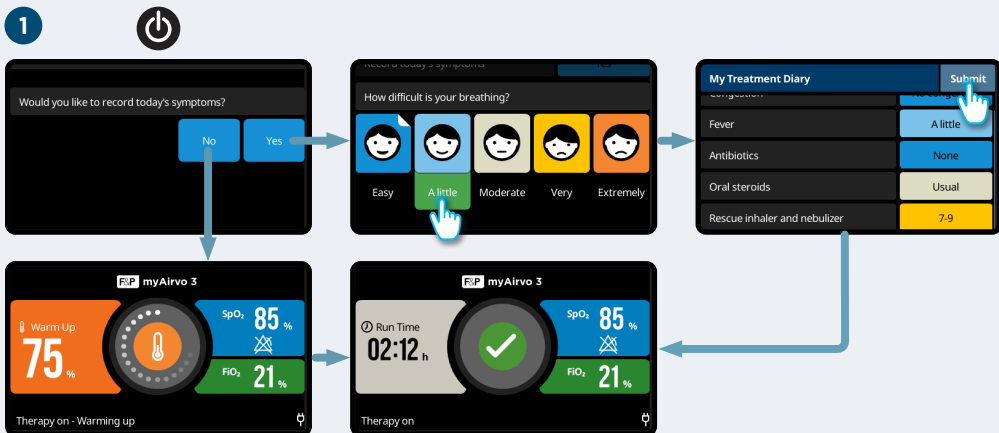 1
Would you like to record today's symptoms?
No
Yes
Record today's symptoms
YES
How difficult is your breathing?
Easy
A little
Moderate
Very
Extremely
My Treatment Diary
Submit
Congestion
Fever
A little
Antibiotics
None
Oral steroids
Usual
Rescue inhaler and nebulizer
7-9
F&P myAirvo 3
Warm Up
75 %
SpO₂ 85 %
FiO₂ 21 %
Therapy on - Warming up
F&P myAirvo 3
Run Time
02:12 h
SpO₂ 85 %
FiO₂ 21 %
Therapy on